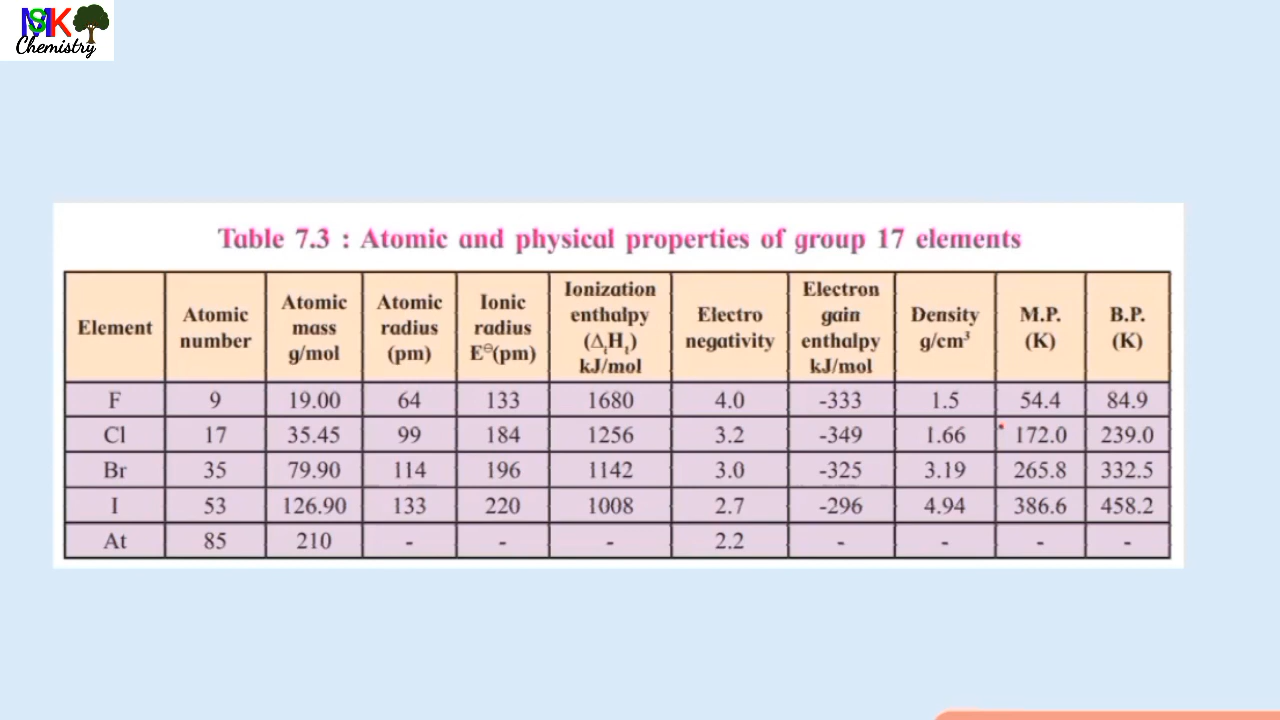 MSK
Chemistry
Table 7.3 : Atomic and physical properties of group 17 elements
Element Atomic number Atomic mass g/mol Atomic radius (pm) Ionic radius E⊖(pm) Ionization enthalpy (ΔᵢH₁) kJ/mol Electro negativity Electron gain enthalpy kJ/mol Density g/cm³ M.P. (K) B.P. (K)
F 9 19.00 64 133 1680 4.0 -333 1.5 54.4 84.9
Cl 17 35.45 99 184 1256 3.2 -349 1.66 172.0 239.0
Br 35 79.90 114 196 1142 3.0 -325 3.19 265.8 332.5
I 53 126.90 133 220 1008 2.7 -296 4.94 386.6 458.2
At 85 210 - - - 2.2 - - - -